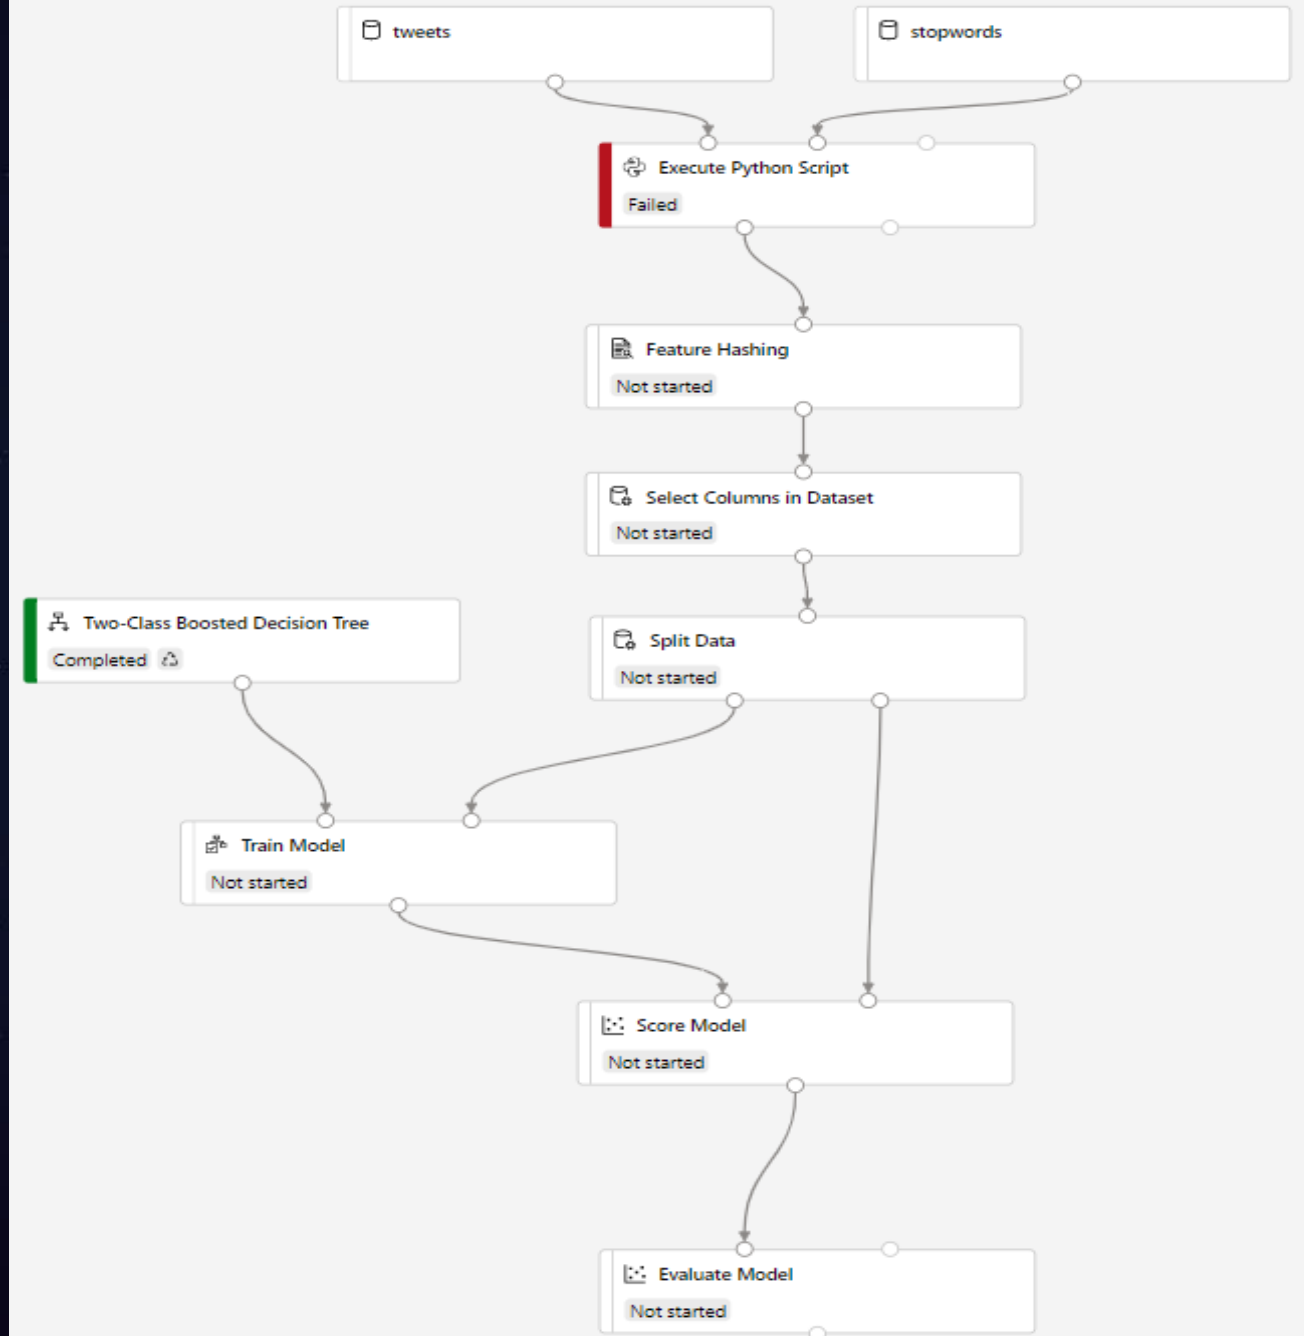 tweets
stopwords
Execute Python Script
Failed
Feature Hashing
Not started
Select Columns in Dataset
Not started
Two-Class Boosted Decision Tree
Completed
Split Data
Not started
Train Model
Not started
Score Model
Not started
Evaluate Model
Not started